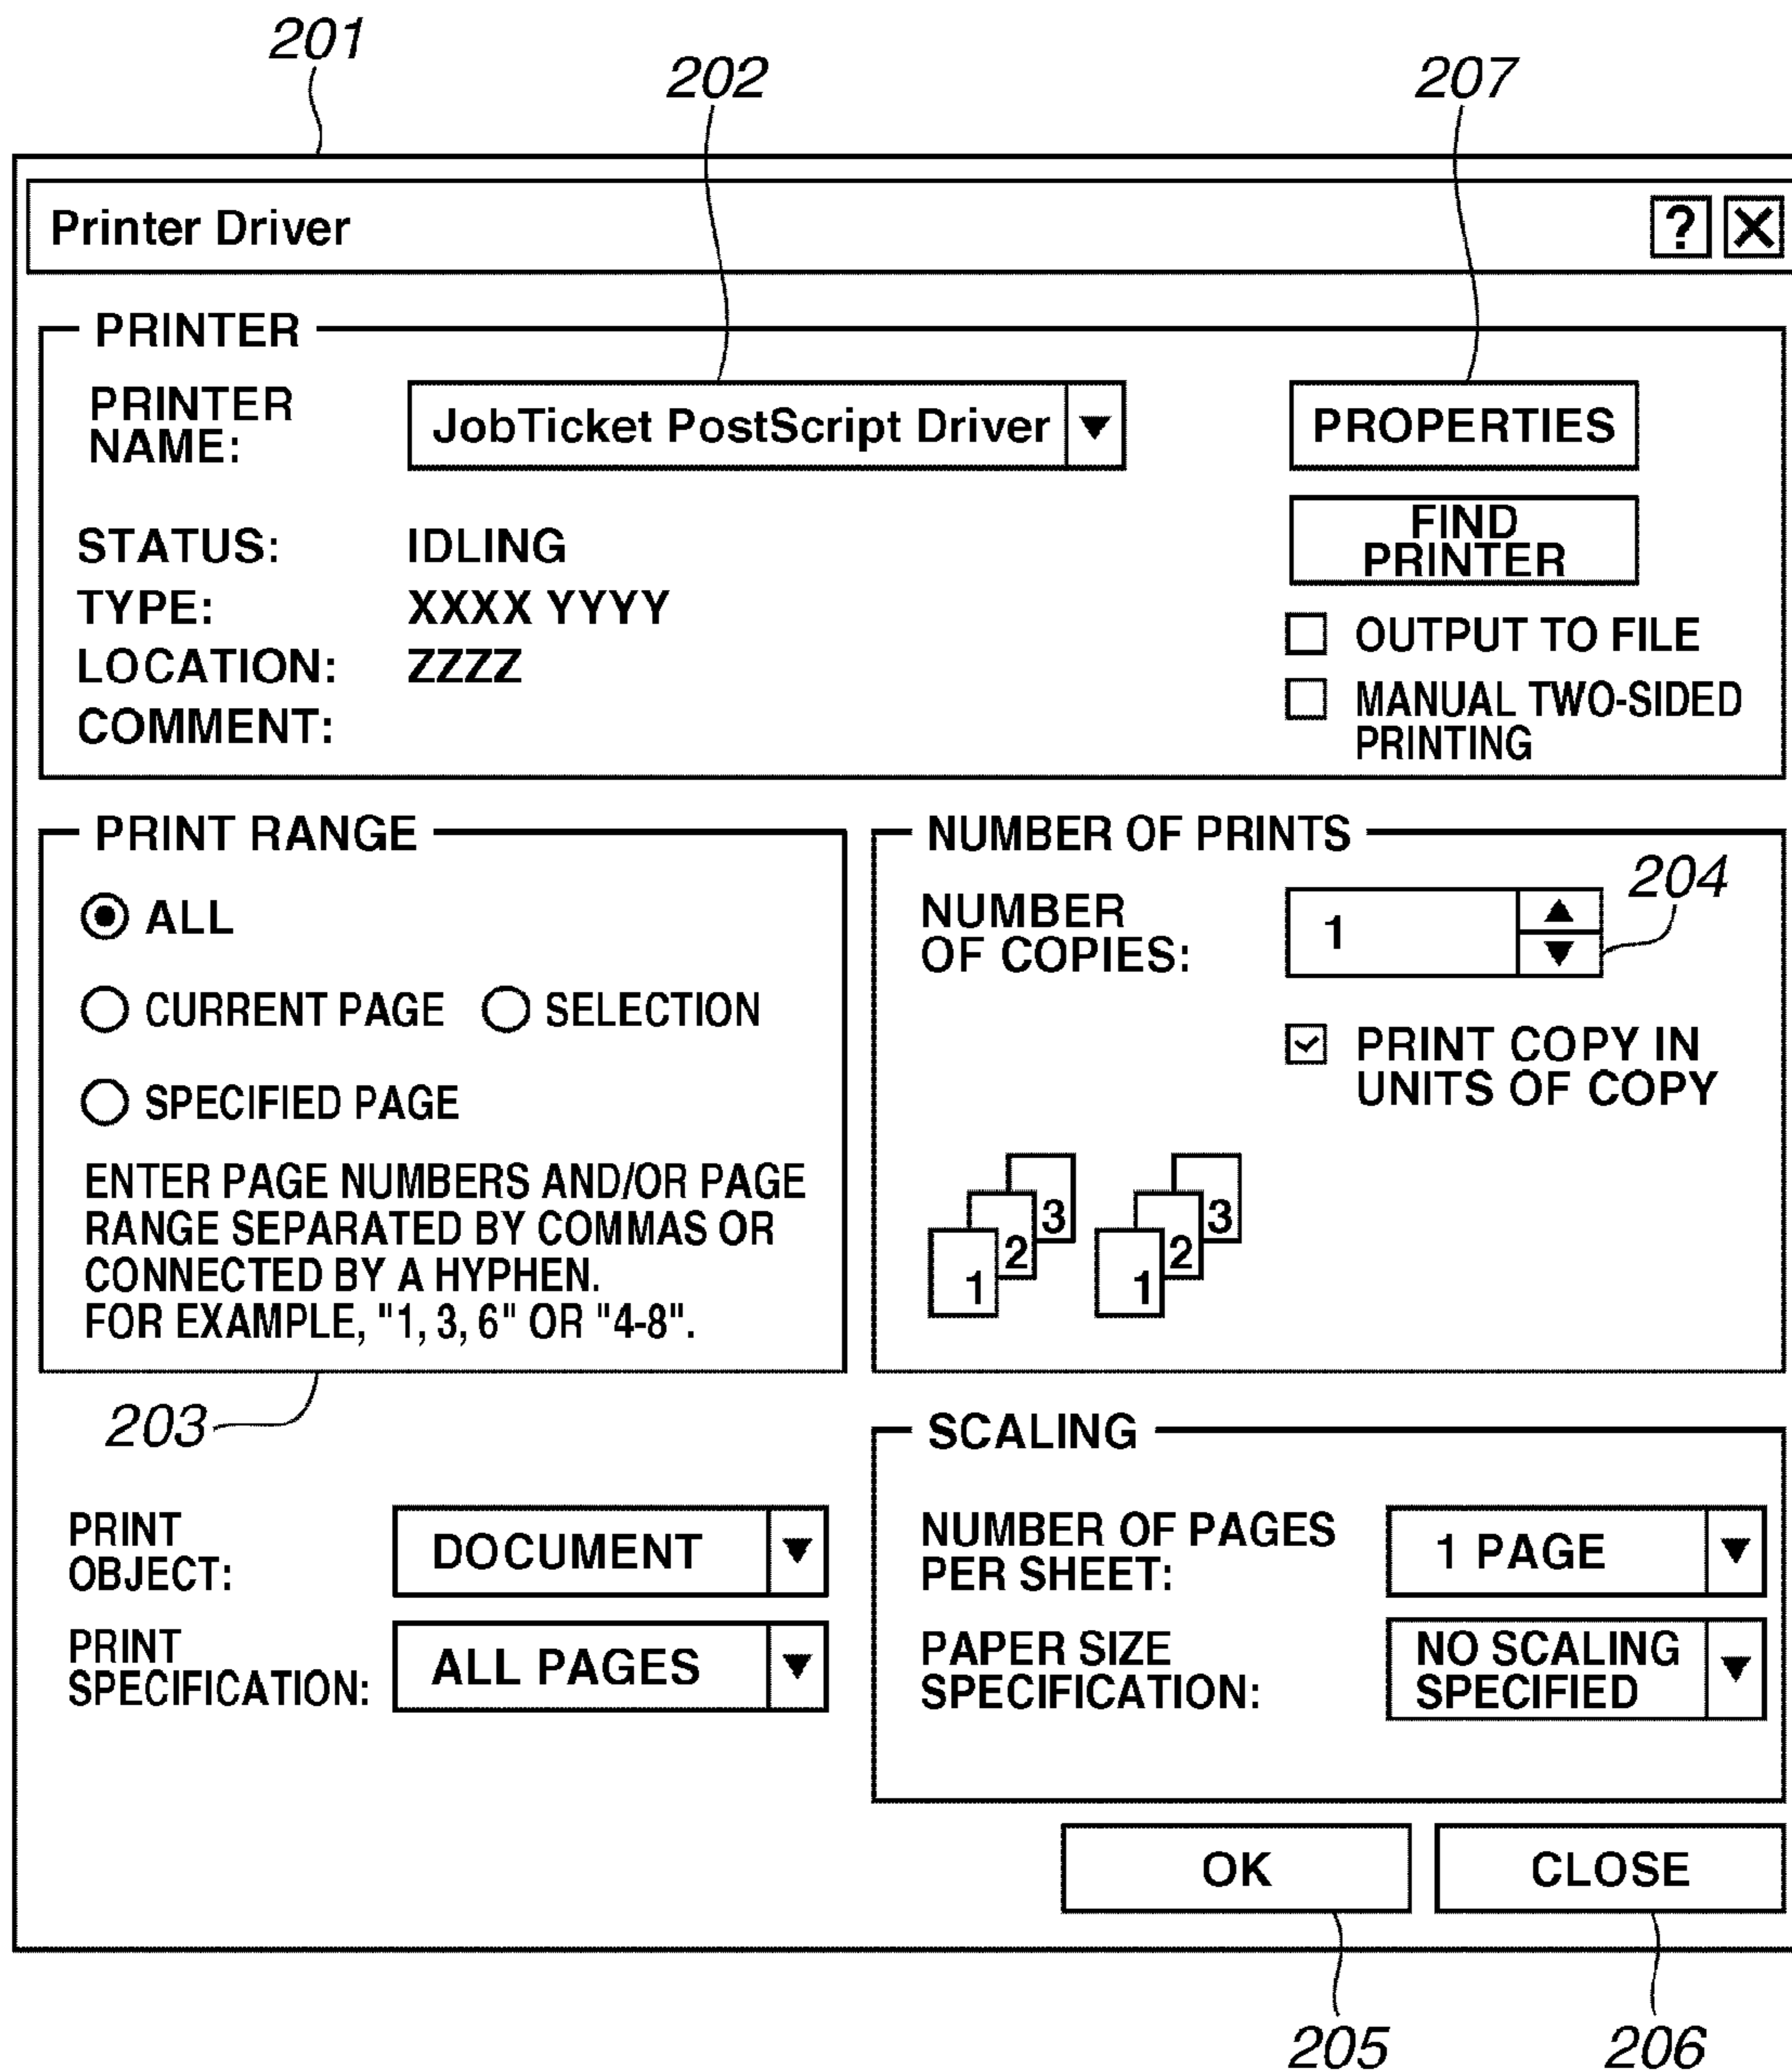 201
202
207
Printer Driver
?
PRINTER
PRINTER
NAME:
JobTicket PostScript Driver
PROPERTIES
FIND
PRINTER
STATUS: IDLING
TYPE: XXXX YYYY
LOCATION: ZZZZ
COMMENT:
OUTPUT TO FILE
MANUAL TWO-SIDED
PRINTING
PRINT RANGE
ALL
CURRENT PAGE SELECTION
SPECIFIED PAGE
ENTER PAGE NUMBERS AND/OR PAGE
RANGE SEPARATED BY COMMAS OR
CONNECTED BY A HYPHEN.
FOR EXAMPLE, "1, 3, 6" OR "4-8".
203
NUMBER OF PRINTS
NUMBER
OF COPIES:
1
204
PRINT COPY IN
UNITS OF COPY
3 3
2 2
1 1
PRINT
OBJECT:
DOCUMENT
PRINT
SPECIFICATION:
ALL PAGES
SCALING
NUMBER OF PAGES
PER SHEET:
1 PAGE
PAPER SIZE
SPECIFICATION:
NO SCALING
SPECIFIED
OK CLOSE
205 206